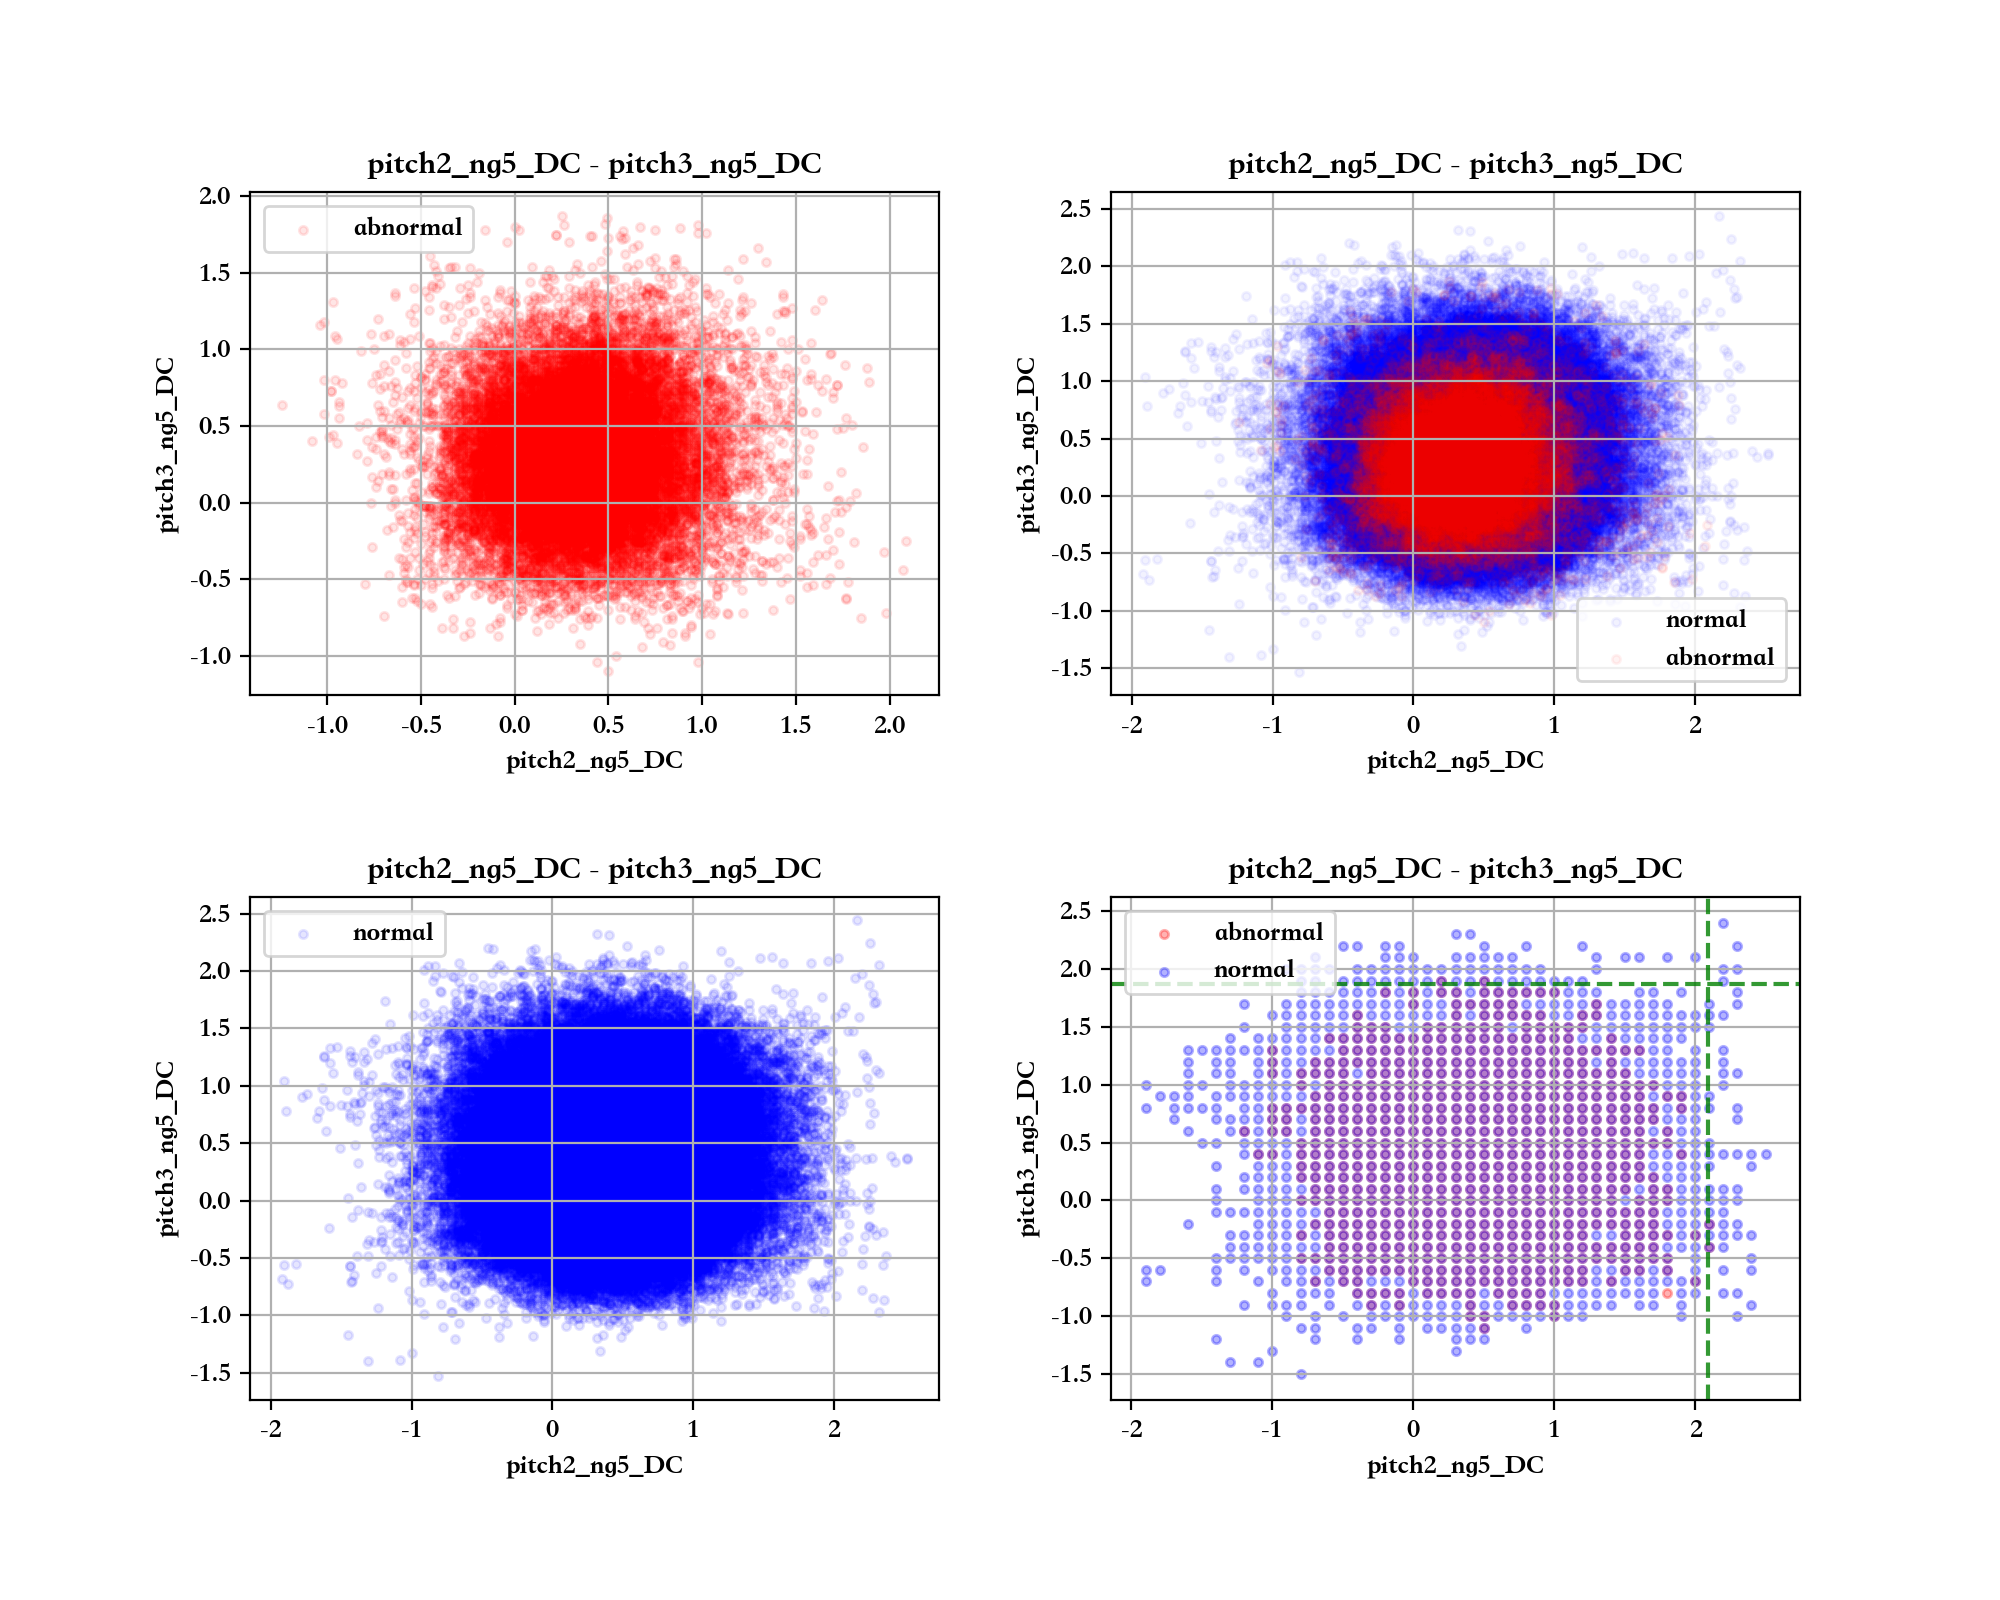 pitch2_ng5_DC - pitch3_ng5_DC
abnormal
2.0
1.5
1.0
0.5
0.0
-0.5
-1.0
pitch3_ng5_DC
-1.0 -0.5 0.0 0.5 1.0 1.5 2.0
pitch2_ng5_DC
pitch2_ng5_DC - pitch3_ng5_DC
2.5
2.0
1.5
1.0
0.5
0.0
-0.5
-1.0
-1.5
pitch3_ng5_DC
normal
abnormal
-2 -1 0 1 2
pitch2_ng5_DC
pitch2_ng5_DC - pitch3_ng5_DC
normal
2.5
2.0
1.5
1.0
0.5
0.0
-0.5
-1.0
-1.5
pitch3_ng5_DC
-2 -1 0 1 2
pitch2_ng5_DC
pitch2_ng5_DC - pitch3_ng5_DC
abnormal
normal
2.5
2.0
1.5
1.0
0.5
0.0
-0.5
-1.0
-1.5
pitch3_ng5_DC
-2 -1 0 1 2
pitch2_ng5_DC